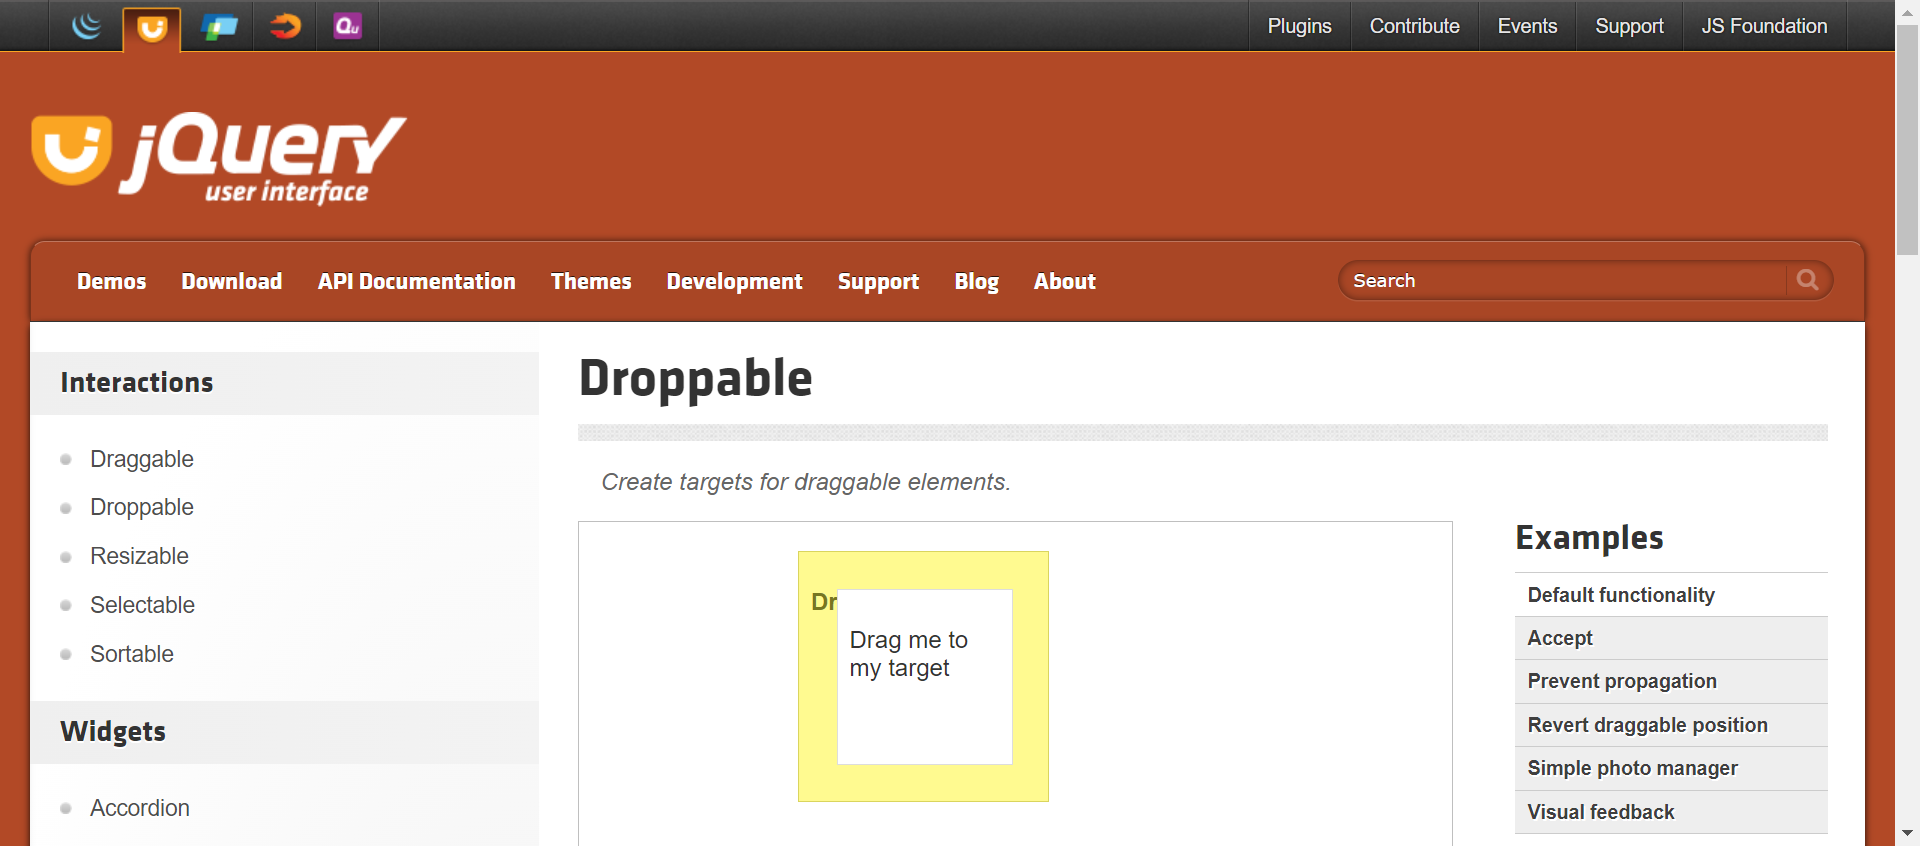 Qu
Plugins
Contribute
Events
Support
JS Foundation
jQuery
user interface
Demos
Download
API Documentation
Themes
Development
Support
Blog
About
Search
Interactions
Draggable
Droppable
Resizable
Selectable
Sortable
Widgets
Accordion
Droppable
Create targets for draggable elements.
Dr
Drag me to
my target
Examples
Default functionality
Accept
Prevent propagation
Revert draggable position
Simple photo manager
Visual feedback